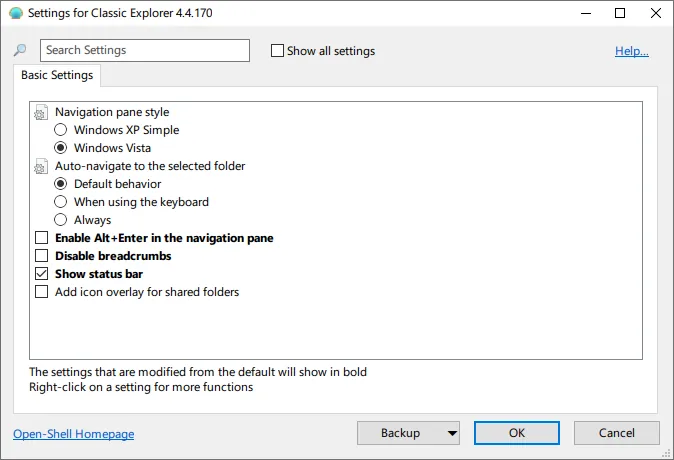 Settings for Classic Explorer 4.4.170
Search Settings
Show all settings
Help...
Basic Settings
Navigation pane style
Windows XP Simple
Windows Vista
Auto-navigate to the selected folder
Default behavior
When using the keyboard
Always
Enable Alt+Enter in the navigation pane
Disable breadcrumbs
Show status bar
Add icon overlay for shared folders
The settings that are modified from the default will show in bold
Right-click on a setting for more functions
Open-Shell Homepage
Backup
OK
Cancel